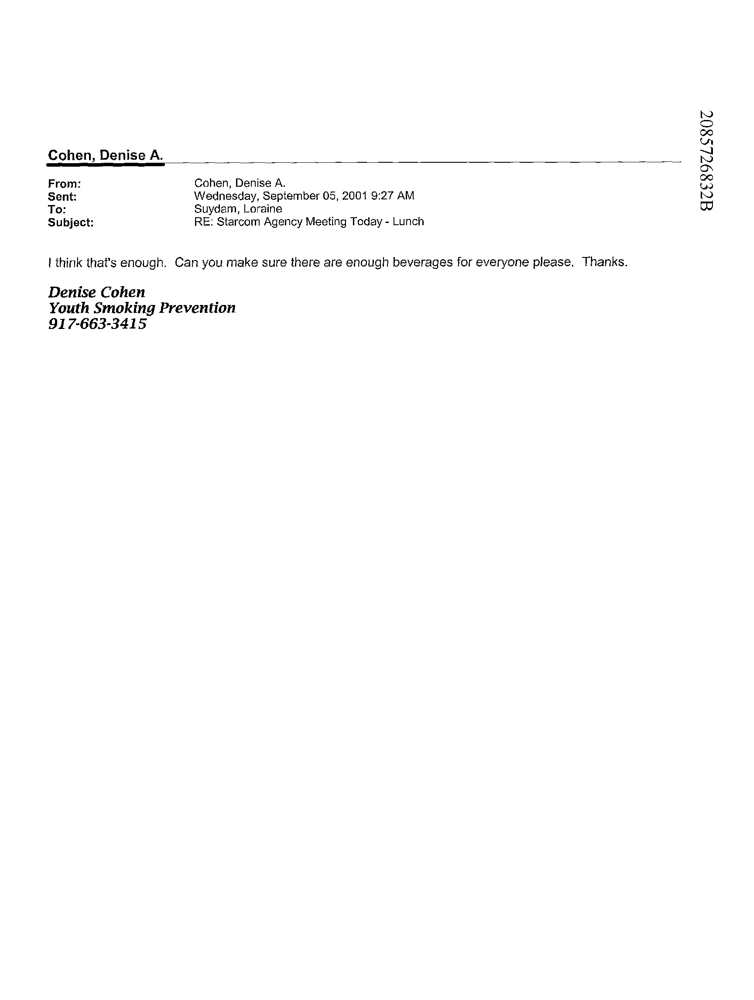 2085726832B
Cohen, Denise A.
From: Cohen, Denise A.
Sent: Wednesday, September 05, 2001 9:27 AM
To: Suydam, Loraine
Subject: RE: Starcom Agency Meeting Today - Lunch
I think that's enough. Can you make sure there are enough beverages for everyone please. Thanks.
Denise Cohen
Youth Smoking Prevention
917-663-3415